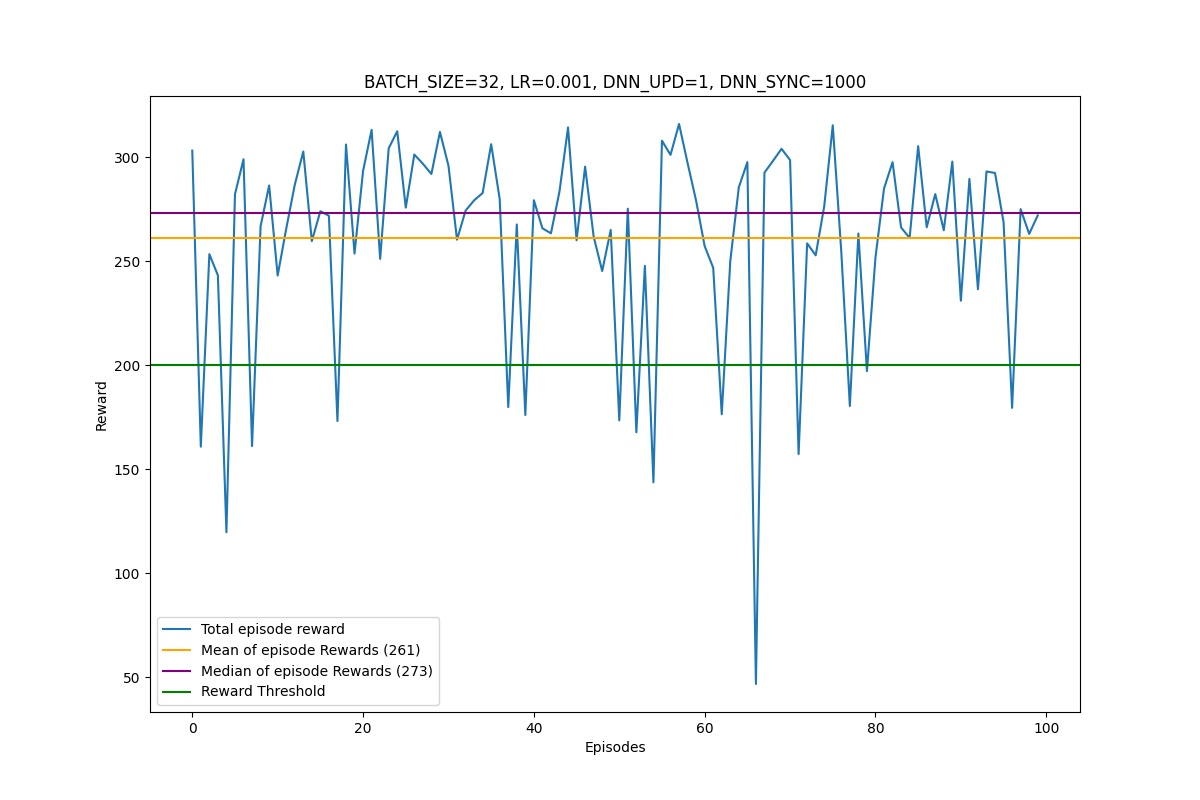 BATCH_SIZE=32, LR=0.001, DNN_UPD=1, DNN_SYNC=1000
300
250
200
150
100
50
Reward
Total episode reward
Mean of episode Rewards (261)
Median of episode Rewards (273)
Reward Threshold
0 20 40 60 80 100
Episodes